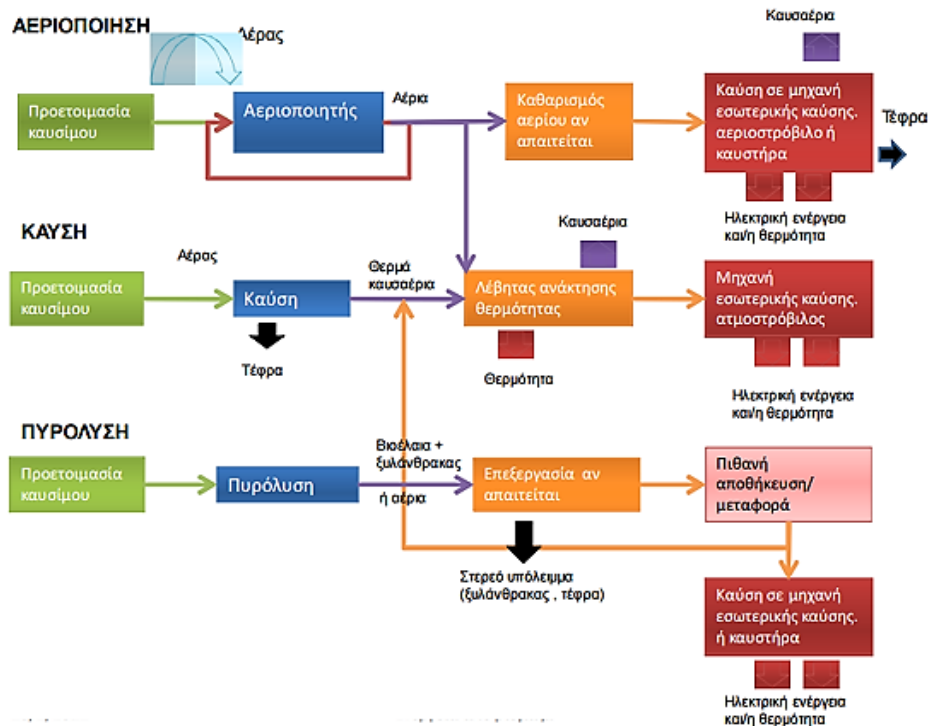 ΑΕΡΙΟΠΟΙΗΣΗ
Αέρας
Καυσαέρια
Προετοιμασία
καυσίμου
Αεριοποιητής
Αέρια
Καθαρισμός
αερίου αν
απαιτείται
Καύση σε μηχανή
εσωτερικής καύσης.
αεριοστρόβιλο ή
καυστήρα
Τέφρα
Ηλεκτρική ενέργεια
και/η θερμότητα
ΚΑΥΣΗ
Αέρας
Θερμά
καυσαέρια
Καυσαέρια
Προετοιμασία
καυσίμου
Καύση
Λέβητας ανάκτησης
θερμότητας
Μηχανή
εσωτερικής καύσης.
ατμοστρόβιλος
Τέφρα
Θερμότητα
Ηλεκτρική ενέργεια
και/η θερμότητα
ΠΥΡΟΛΥΣΗ
Βιοέλαια +
ξυλάνθρακας
ή αέρια
Προετοιμασία
καυσίμου
Πυρόλυση
Επεξεργασία αν
απαιτείται
Πιθανή
αποθήκευση/
μεταφορά
Στερεό υπόλειμμα
(ξυλάνθρακας , τέφρα)
Καύση σε μηχανή
εσωτερικής καύσης.
ή καυστήρα
Ηλεκτρική ενέργεια
και/η θερμότητα